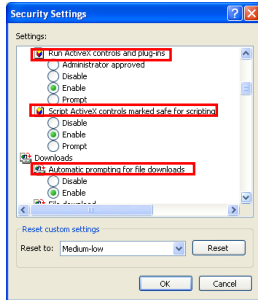 Security Settings
Settings:
Run ActiveX controls and plug-ins
Administrator approved
Disable
Enable
Prompt
Script ActiveX controls marked safe for scripting
Disable
Enable
Prompt
Downloads
Automatic prompting for file downloads
Disable
Enable
File download
Reset custom settings
Reset to: Medium-low Reset
OK Cancel